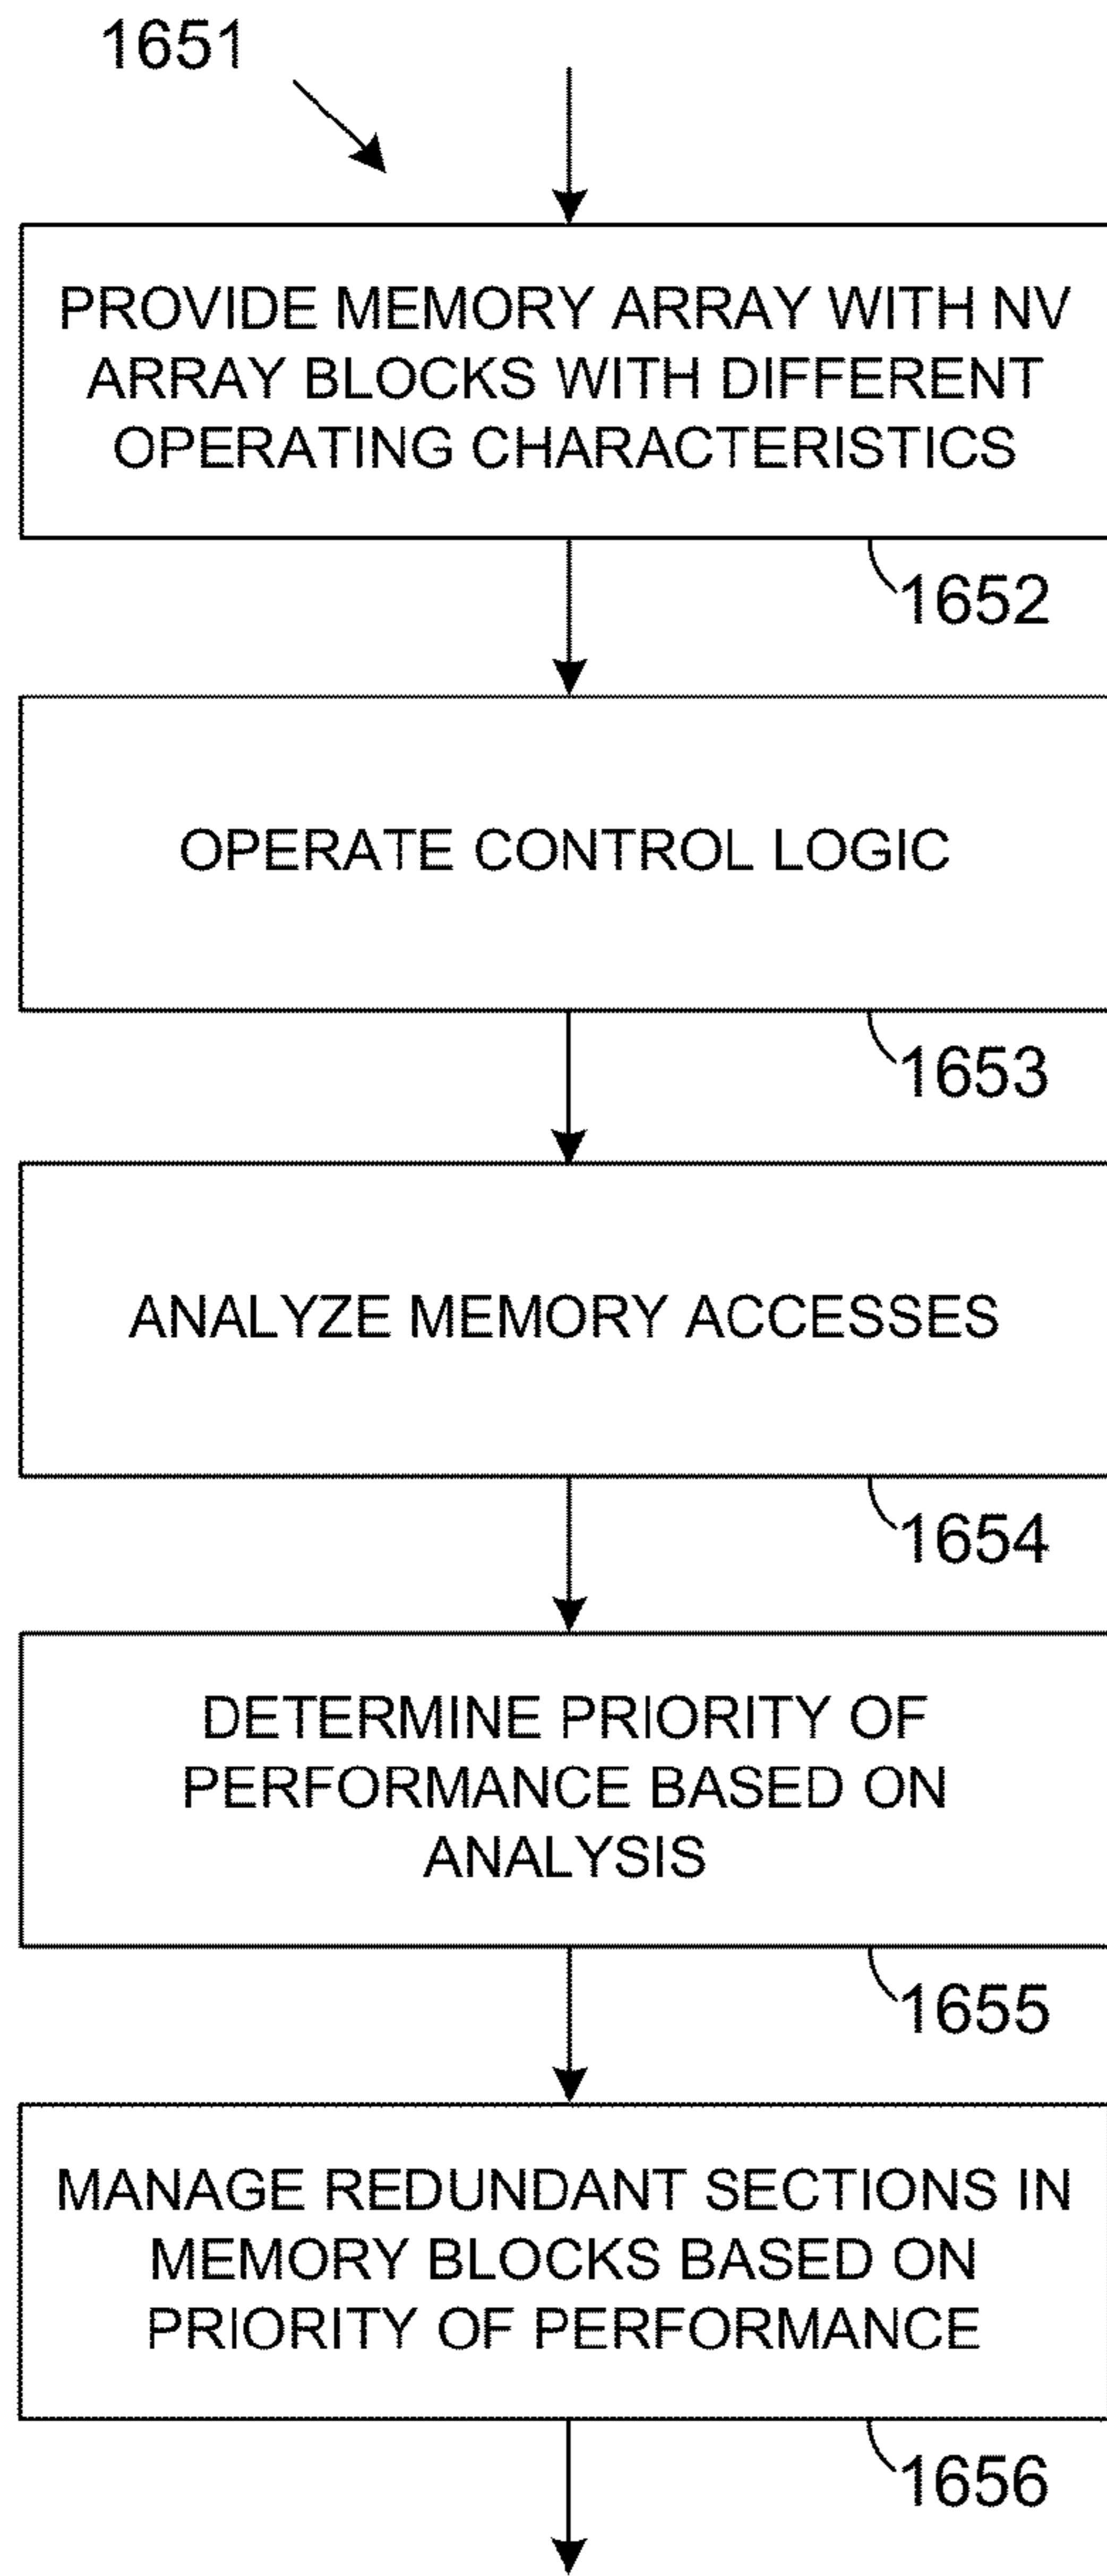 1651
PROVIDE MEMORY ARRAY WITH NV
ARRAY BLOCKS WITH DIFFERENT
OPERATING CHARACTERISTICS
1652
OPERATE CONTROL LOGIC
1653
ANALYZE MEMORY ACCESSES
1654
DETERMINE PRIORITY OF
PERFORMANCE BASED ON
ANALYSIS
1655
MANAGE REDUNDANT SECTIONS IN
MEMORY BLOCKS BASED ON
PRIORITY OF PERFORMANCE
1656